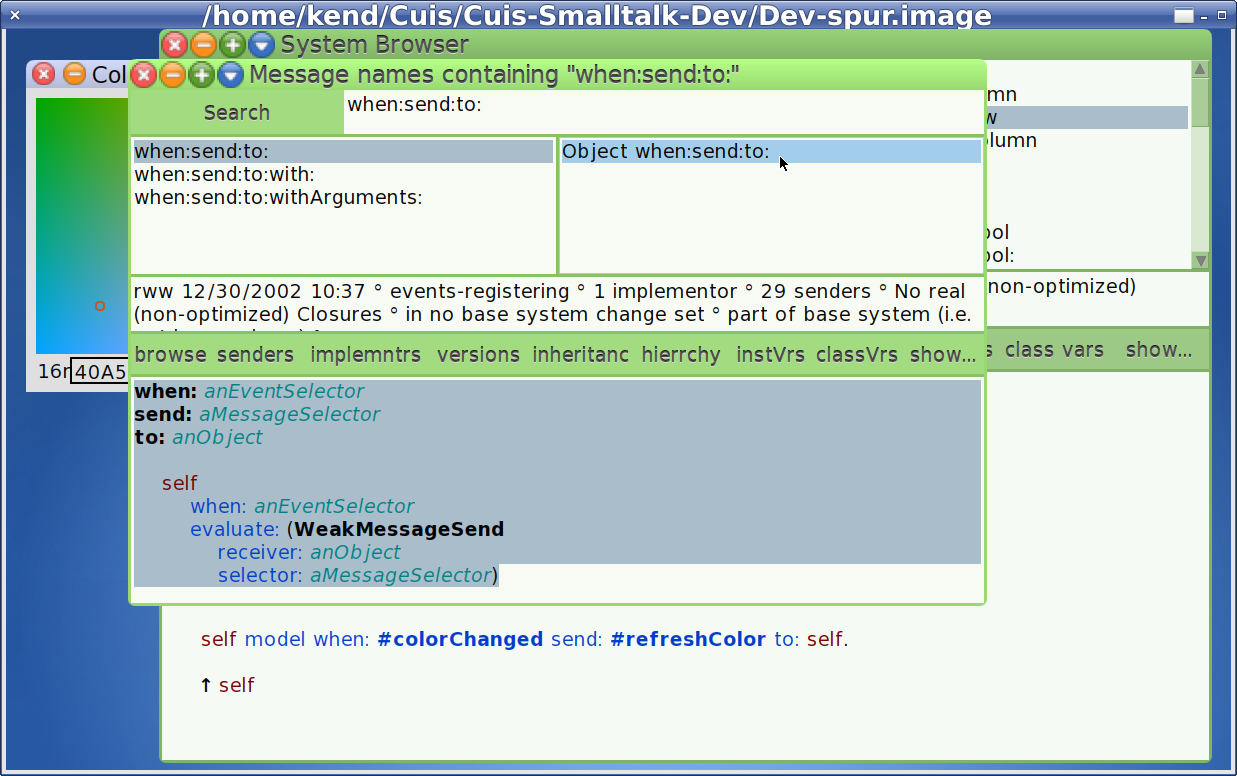 /home/kend/Cuis/Cuis-Smalltalk-Dev/Dev-spur.image
System Browser
Col
Message names containing "when:send:to:"
Search
when:send:to:
when:send:to:
when:send:to:with:
when:send:to:withArguments:
Object when:send:to:
mn
w
lumn
ool
ool:
rww 12/30/2002 10:37 ° events-registering ° 1 implementor ° 29 senders ° No real
(non-optimized) Closures ° in no base system change set ° part of base system (i.e.
(non-optimized)
16r 40A5
browse senders implemntrs versions inheritanc hierrchy instVrs classVrs show...
s class vars show...
when: anEventSelector
send: aMessageSelector
to: anObject
self
when: anEventSelector
evaluate: (WeakMessageSend
receiver: anObject
selector: aMessageSelector)
self model when: #colorChanged send: #refreshColor to: self.
↑ self